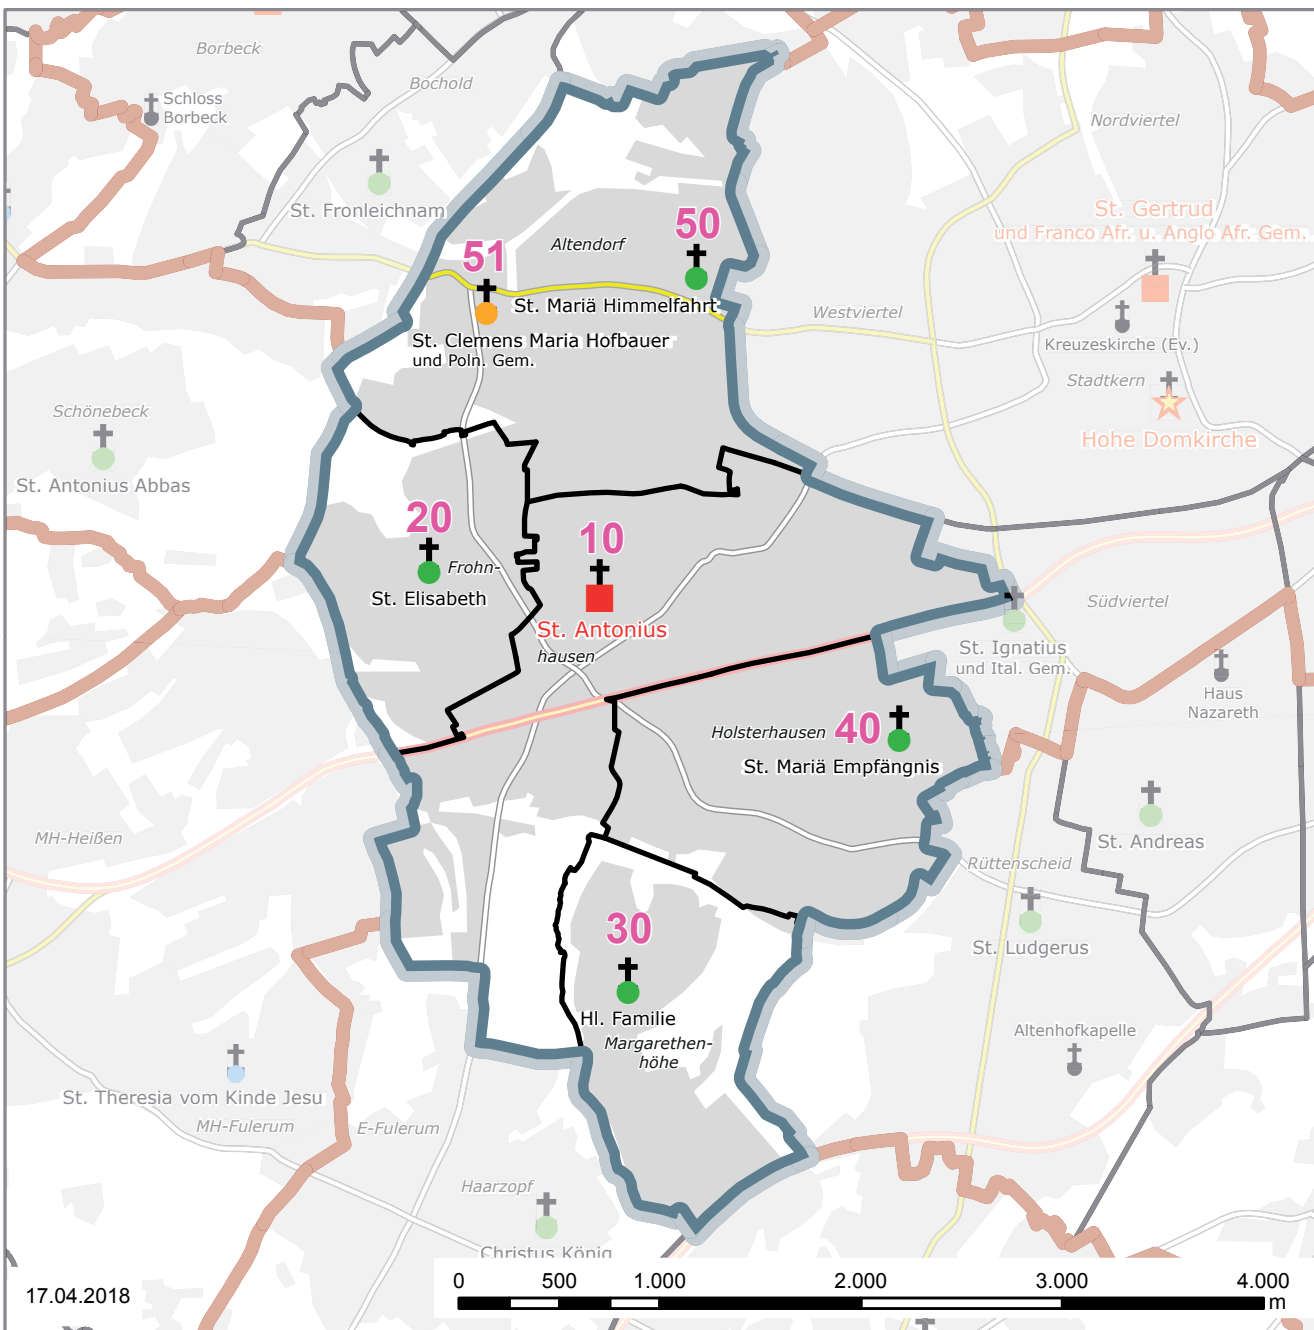 Borbeck
Bochold
Schloss
Borbeck
Nordviertel
St. Fronleichnam
St. Gertrud
und Franco Afr. u. Anglo Afr. Gem.
50
51
Altendorf
St. Mariä Himmelfahrt
Westviertel
St. Clemens Maria Hofbauer
und Poln. Gem.
Kreuzeskirche (Ev.)
Stadtkern
Hohe Domkirche
Schönebeck
St. Antonius Abbas
20
10
Frohn-
St. Elisabeth
St. Antonius
hausen
Südviertel
St. Ignatius
und Ital. Gem.
Haus
Nazareth
Holsterhausen
40
St. Mariä Empfängnis
MH-Heißen
St. Andreas
Rüttenscheid
30
St. Ludgerus
Hl. Familie
Margarethen-
höhe
Altenhofkapelle
St. Theresia vom Kinde Jesu
MH-Fulerum
E-Fulerum
Haarzopf
Christus König
17.04.2018
0 500 1.000 2.000 3.000 4.000
m